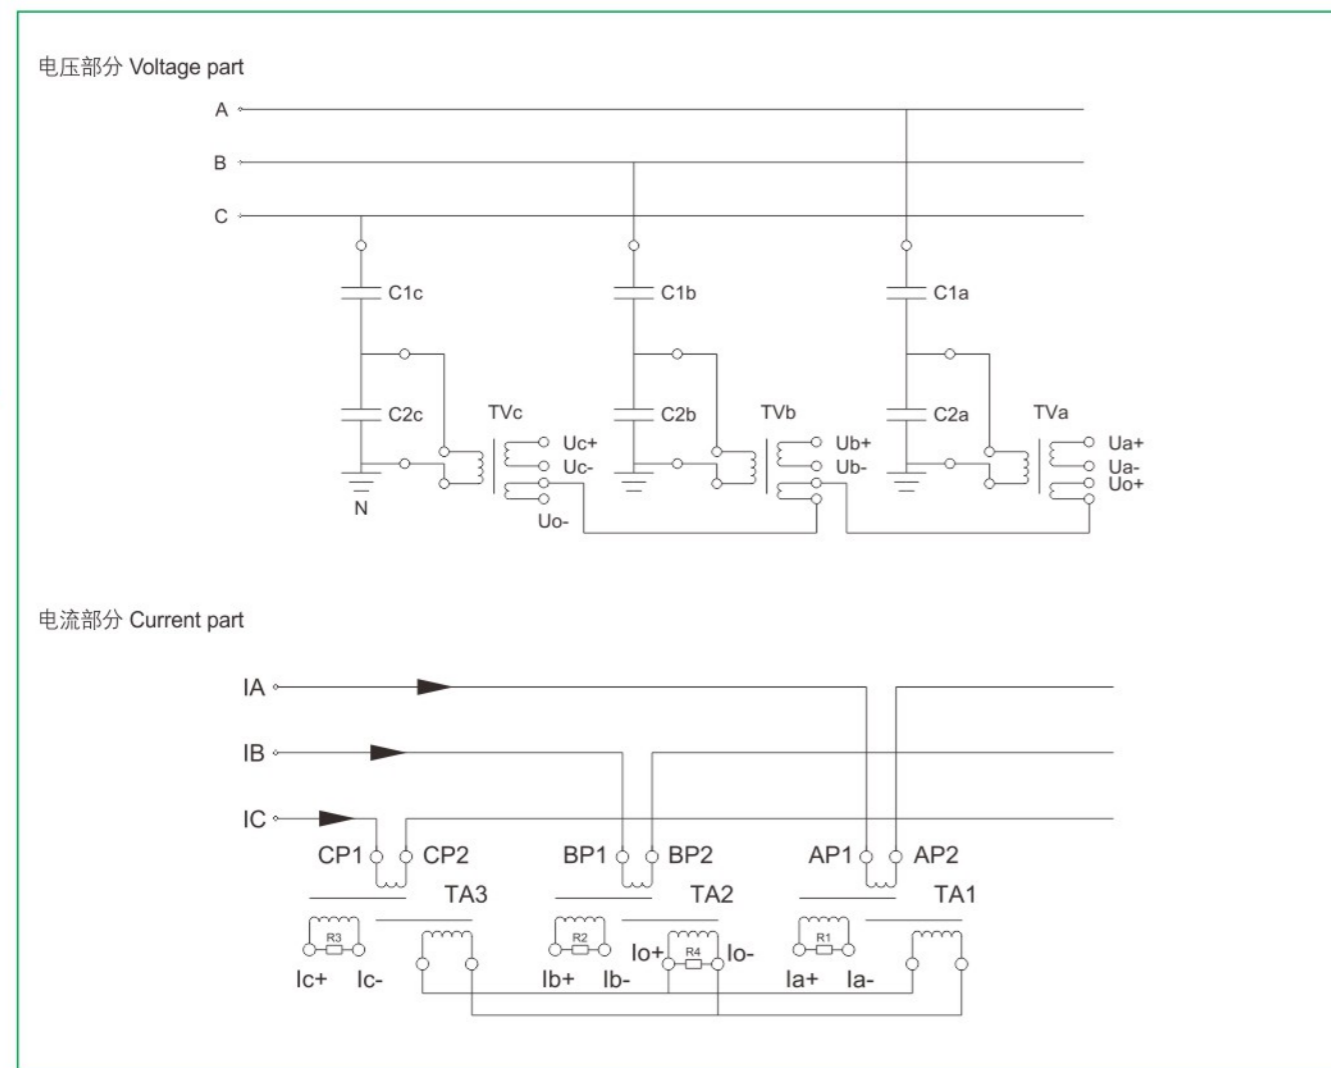 电压部分 Voltage part
A
B
C
C1c C1b C1a
C2c TVc C2b TVb C2a TVa
Uc+ Ub+ Ua+
Uc- Ub- Ua-
Uo+
N
Uo-
电流部分 Current part
IA
IB
IC
CP1 CP2 BP1 BP2 AP1 AP2
TA3 TA2 TA1
R3 R2 R1
Io+ R4 Io-
Ic+ Ic- Ib+ Ib- Ia+ Ia-